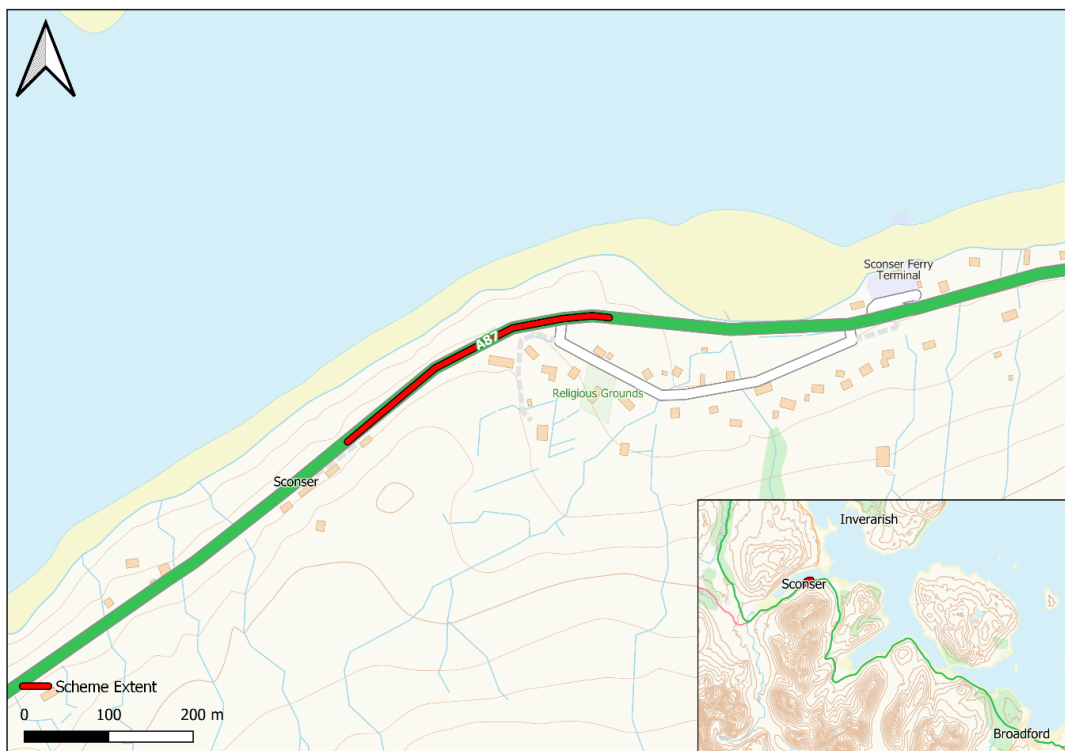 Sconser Ferry
Terminal
A87
Religious Grounds
Sconser
Inverarish
Sconser
Broadford
Scheme Extent
0 100 200 m